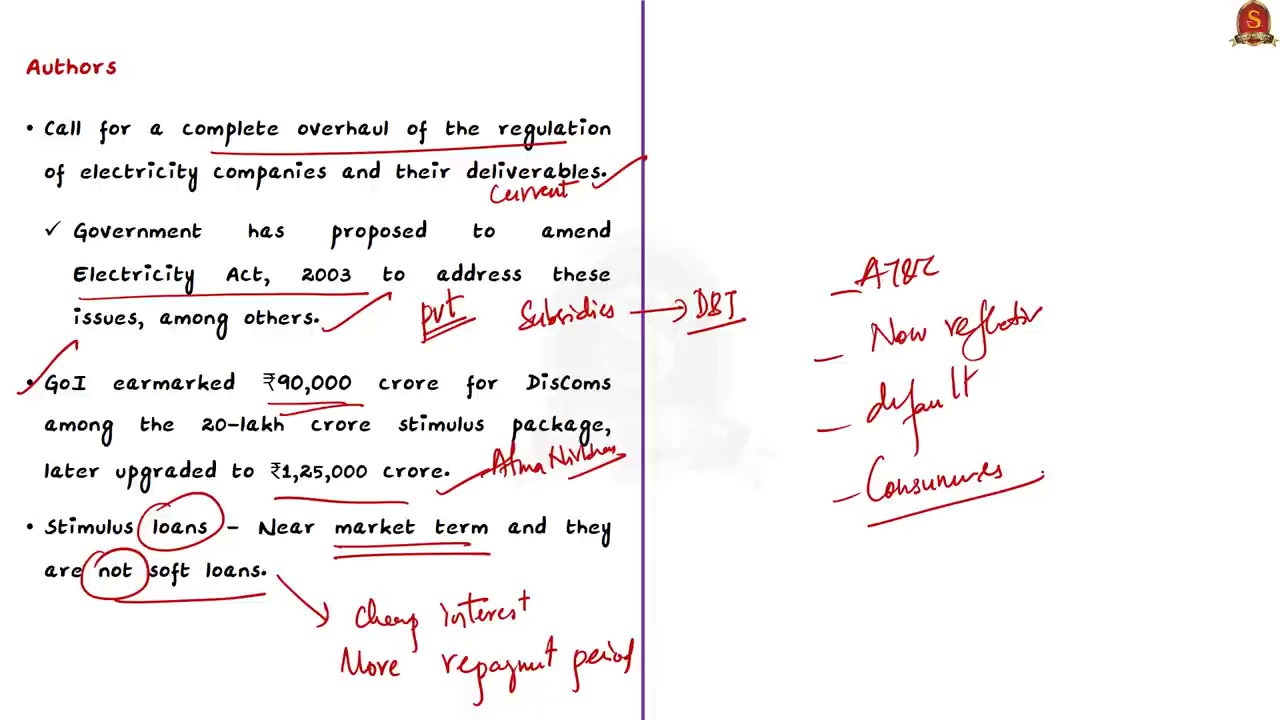 Authors
• Call for a complete overhaul of the regulation
of electricity companies and their deliverables.
Current
✓ Government has proposed to amend
Electricity Act, 2003 to address these
issues, among others.
pvt Subsidies → DBT
• GoI earmarked ₹90,000 crore for DisComs
among the 20-lakh crore stimulus package,
later upgraded to ₹1,25,000 crore.
Atma Nirbhar
• Stimulus loans - Near market term and they
are not soft loans.
Cheap interest
More repayment period
- AT&C
- Non reflective
- default
- Consumers
S